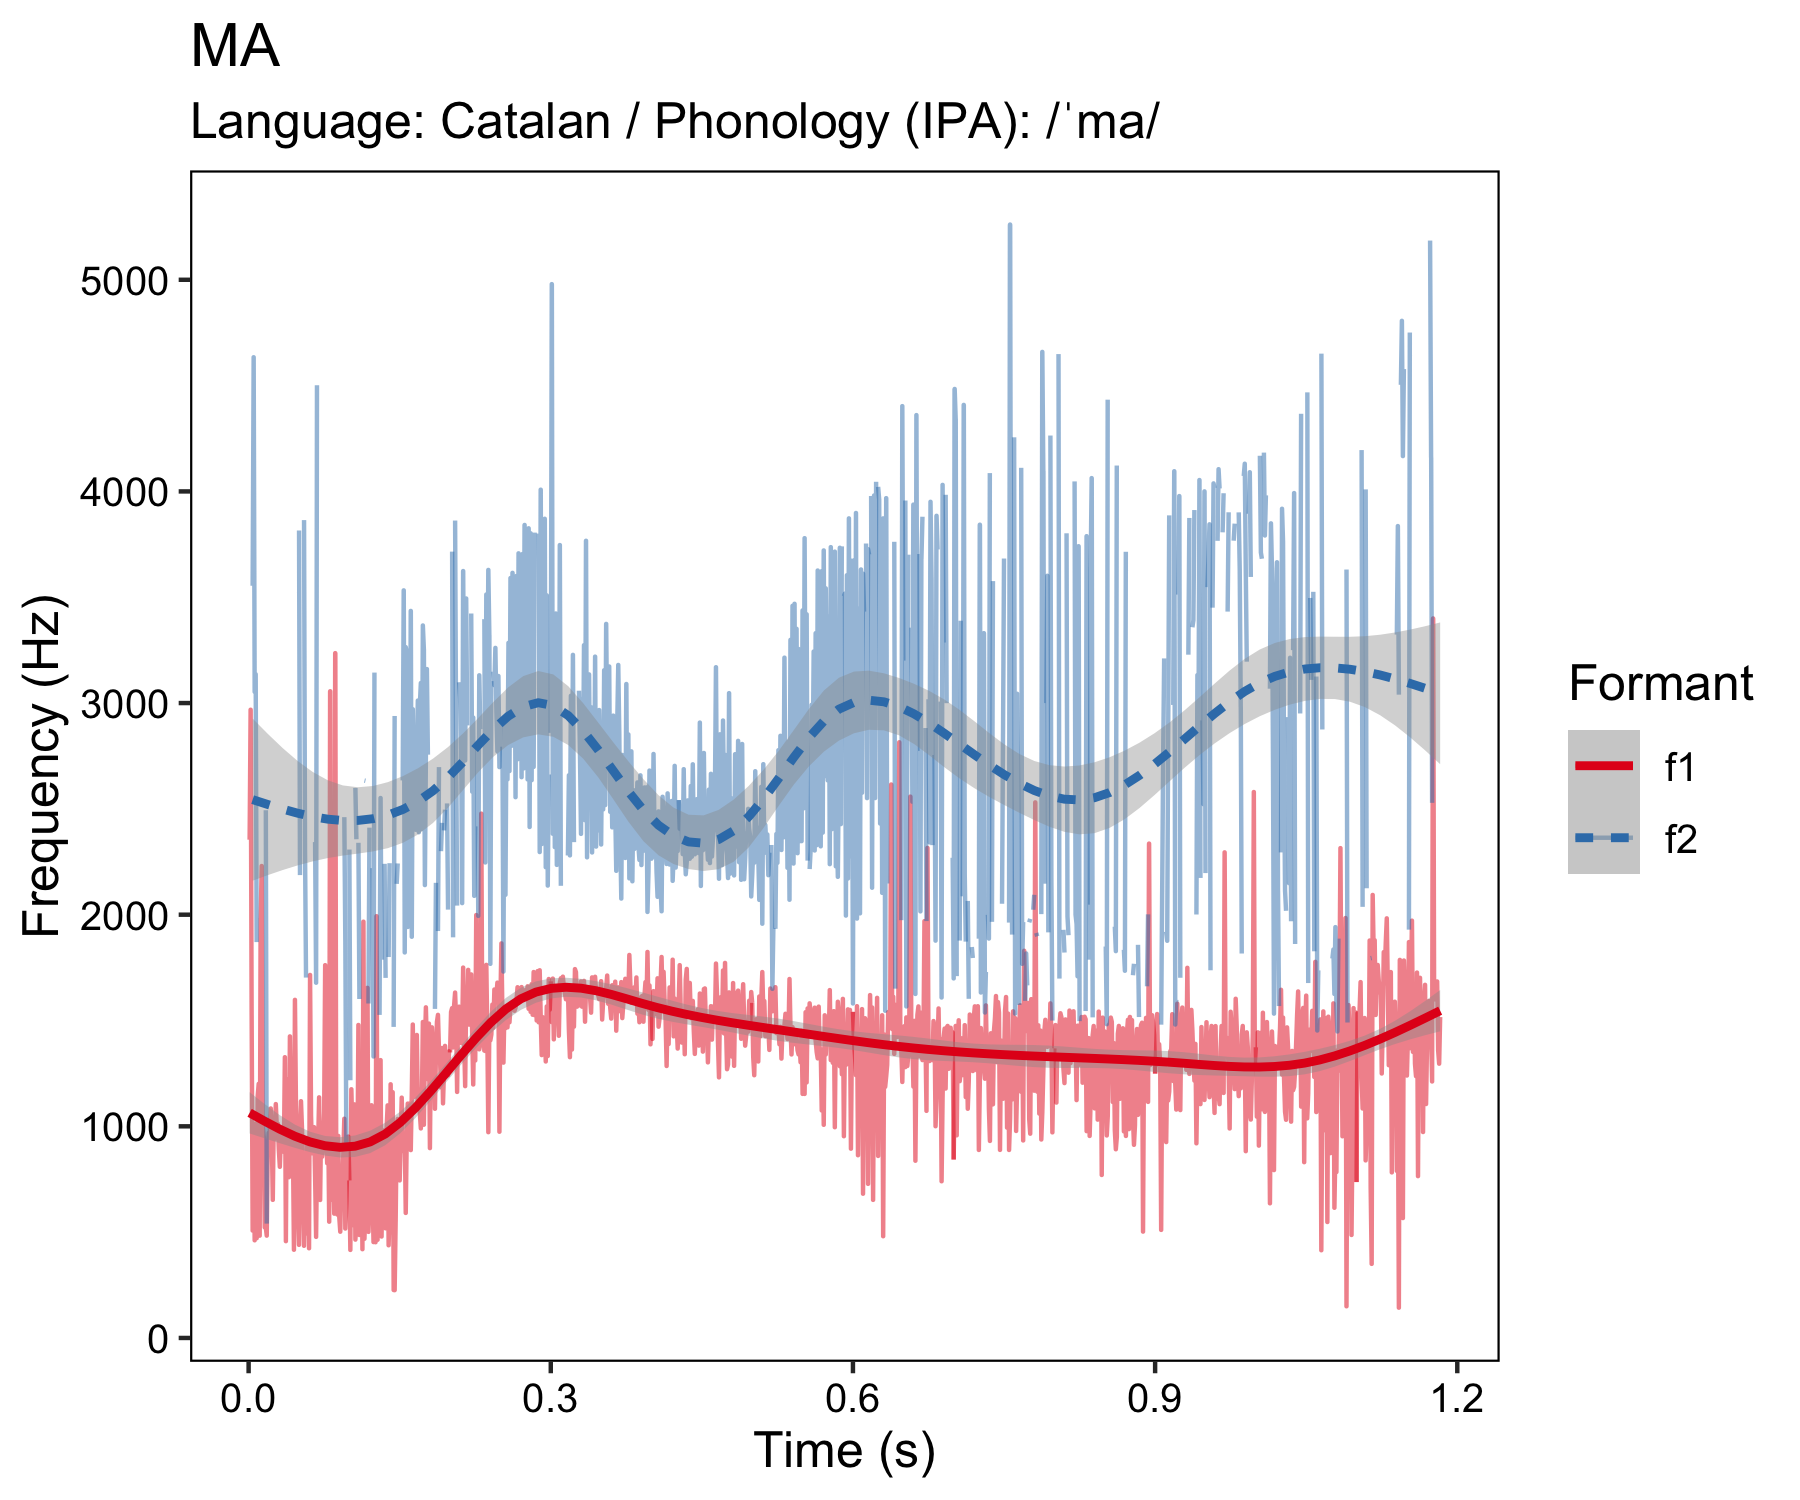 MA
Language: Catalan / Phonology (IPA): /ˈma/
5000
4000
3000
2000
1000
0
Frequency (Hz)
0.0
0.3
0.6
0.9
1.2
Time (s)
Formant
f1
f2